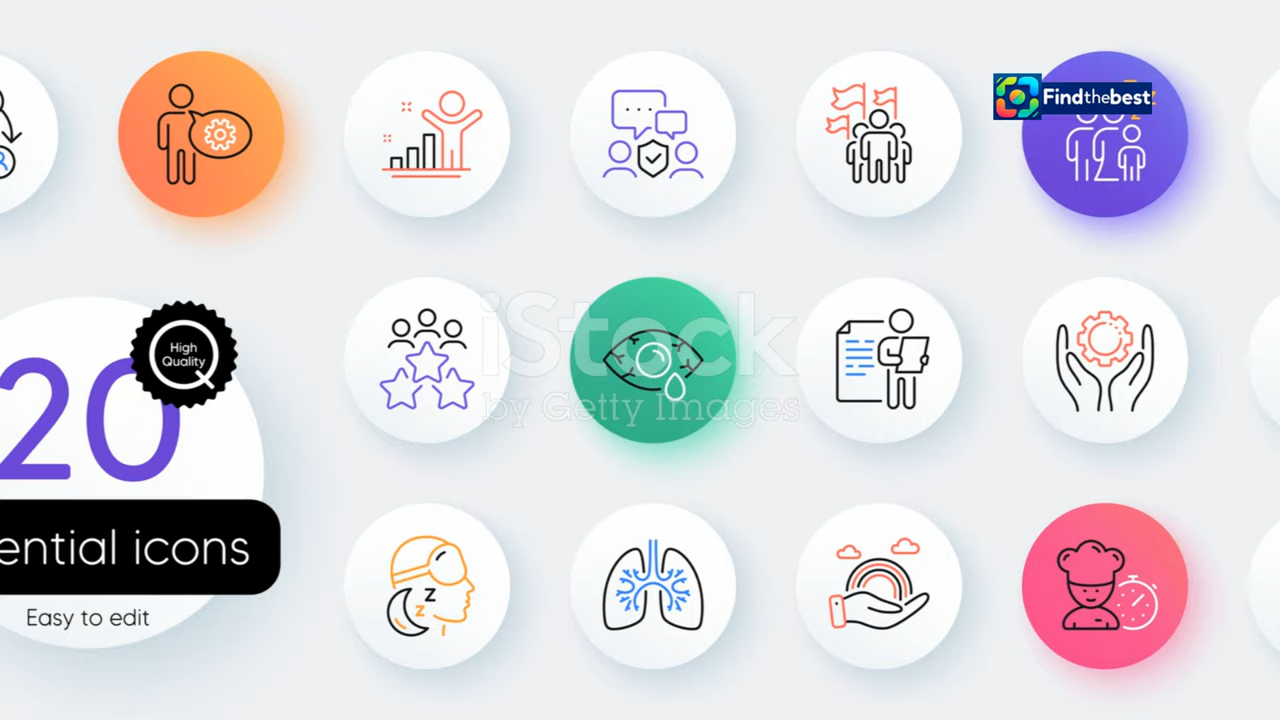 Findthebest
iStock
by Getty Images
High
Quality
20
ential icons
Easy to edit
z
z
z